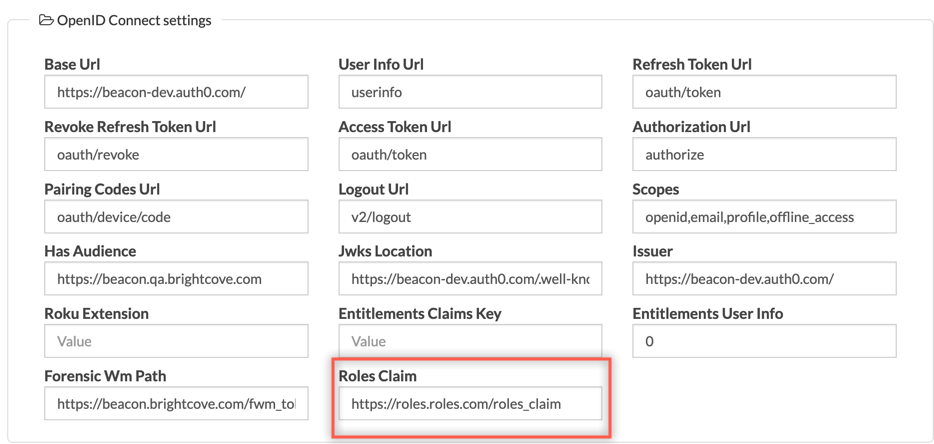 OpenID Connect settings
Base Url
User Info Url
Refresh Token Url
https://beacon-dev.auth0.com/
userinfo
oauth/token
Revoke Refresh Token Url
Access Token Url
Authorization Url
oauth/revoke
oauth/token
authorize
Pairing Codes Url
Logout Url
Scopes
oauth/device/code
v2/logout
openid,email,profile,offline_access
Has Audience
Jwks Location
Issuer
https://beacon.qa.brightcove.com
https://beacon-dev.auth0.com/.well-knc
https://beacon-dev.auth0.com/
Roku Extension
Entitlements Claims Key
Entitlements User Info
Value
Value
0
Forensic Wm Path
Roles Claim
https://beacon.brightcove.com/fwm_tol
https://roles.roles.com/roles_claim